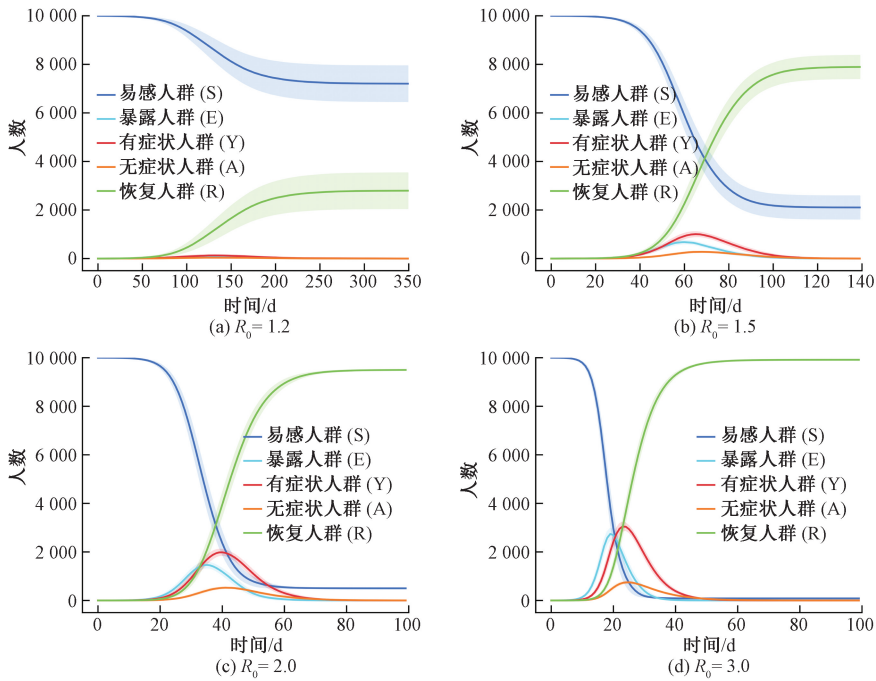 10 000
8 000
6 000
4 000
2 000
0
人数
易感人群 (S)
暴露人群 (E)
有症状人群 (Y)
无症状人群 (A)
恢复人群 (R)
0 50 100 150 200 250 300 350
时间/d
(a) R0= 1.2
10 000
8 000
6 000
4 000
2 000
0
人数
易感人群 (S)
暴露人群 (E)
有症状人群 (Y)
无症状人群 (A)
恢复人群 (R)
0 20 40 60 80 100 120 140
时间/d
(b) R0= 1.5
10 000
8 000
6 000
4 000
2 000
0
人数
易感人群 (S)
暴露人群 (E)
有症状人群 (Y)
无症状人群 (A)
恢复人群 (R)
0 20 40 60 80 100
时间/d
(c) R0= 2.0
10 000
8 000
6 000
4 000
2 000
0
人数
易感人群 (S)
暴露人群 (E)
有症状人群 (Y)
无症状人群 (A)
恢复人群 (R)
0 20 40 60 80 100
时间/d
(d) R0= 3.0